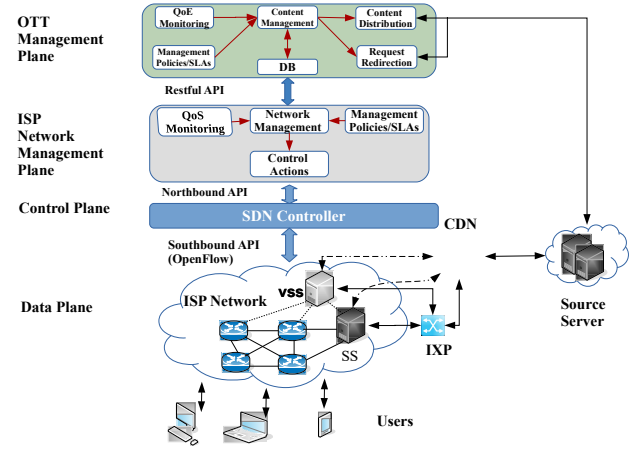 OTT
Management
Plane
QoE
Monitoring
Content
Management
Content
Distribution
Management
Policies/SLAs
Request
Redirection
DB
Restful API
ISP
Network
Management
Plane
QoS
Monitoring
Network
Management
Management
Policies/SLAs
Control
Actions
Northbound API
Control Plane
SDN Controller
CDN
Southbound API
(OpenFlow)
Data Plane
ISP Network
vss
SS
IXP
Source
Server
Users